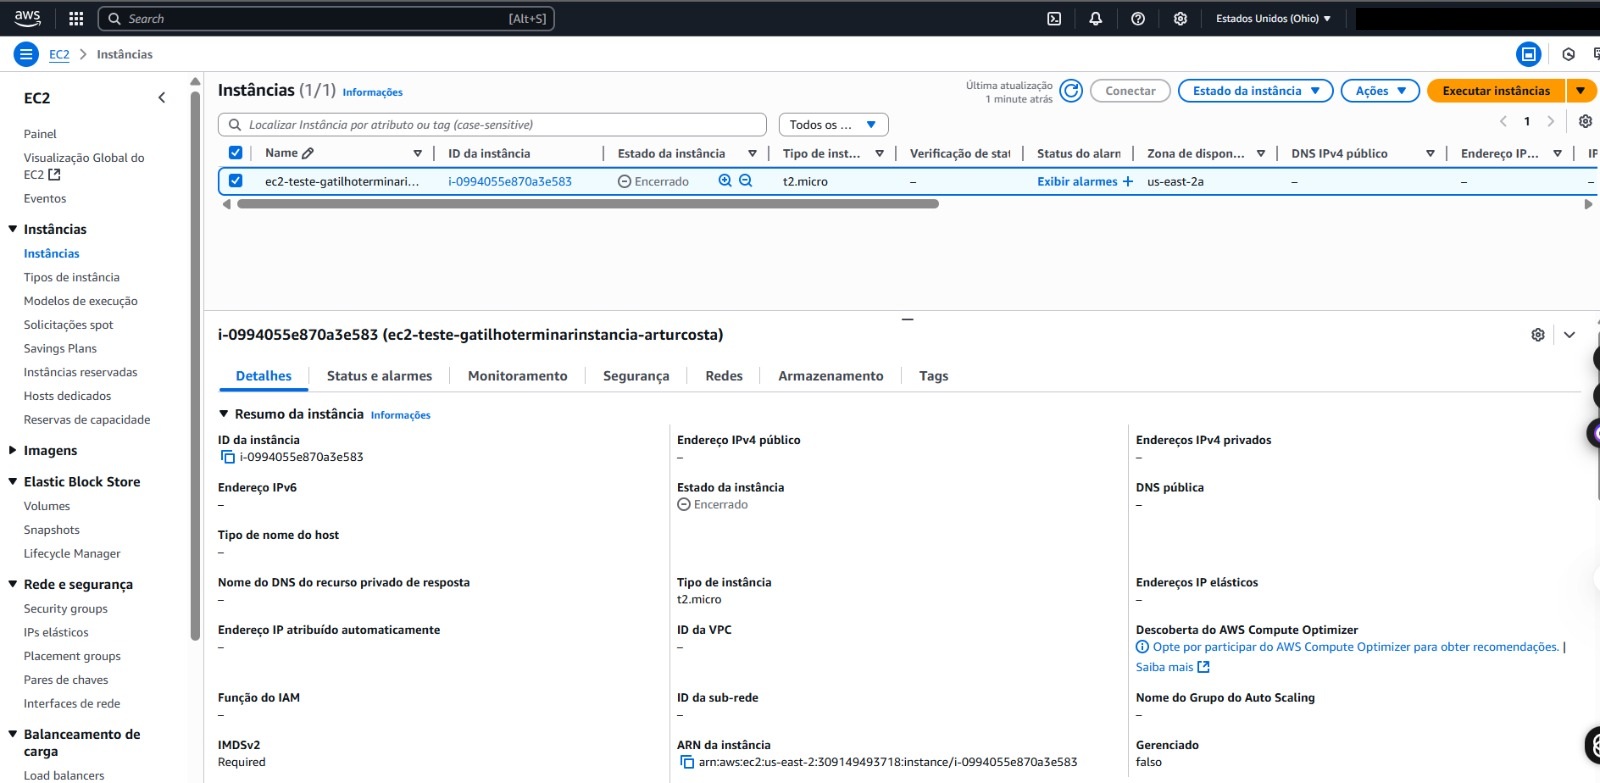 aws
Search [Alt+S]
Estados Unidos (Ohio)
EC2 Instâncias
EC2
Painel
Visualização Global do
EC2
Eventos
Instâncias
Instâncias
Tipos de instância
Modelos de execução
Solicitações spot
Savings Plans
Instâncias reservadas
Hosts dedicados
Reservas de capacidade
Imagens
Elastic Block Store
Volumes
Snapshots
Lifecycle Manager
Rede e segurança
Security groups
IPs elásticos
Placement groups
Pares de chaves
Interfaces de rede
Balanceamento de
carga
Load balancers
Instâncias (1/1) Informações
Última atualização
1 minute atrás
Conectar
Estado da instância
Ações
Executar instâncias
Localizar Instância por atributo ou tag (case-sensitive)
Todos os ...
1
Name ID da instância Estado da instância Tipo de inst... Verificação de stat Status do alarn Zona de dispon... DNS IPv4 público Endereço IP... IP
ec2-teste-gatilhoterminari... i-0994055e870a3e583 Encerrado t2.micro – Exibir alarmes + us-east-2a – – –
i-0994055e870a3e583 (ec2-teste-gatilhoterminarinstancia-arturcosta)
Detalhes Status e alarmes Monitoramento Segurança Redes Armazenamento Tags
Resumo da instância Informações
ID da instância
i-0994055e870a3e583
Endereço IPv4 público
–
Endereços IPv4 privados
–
Endereço IPv6
–
Estado da instância
Encerrado
DNS pública
–
Tipo de nome do host
–
Nome do DNS do recurso privado de resposta
–
Tipo de instância
t2.micro
Endereços IP elásticos
–
Endereço IP atribuído automaticamente
–
ID da VPC
–
Descoberta do AWS Compute Optimizer
Opte por participar do AWS Compute Optimizer para obter recomendações. |
Saiba mais
Função do IAM
–
ID da sub-rede
–
Nome do Grupo do Auto Scaling
–
IMDSv2
Required
ARN da instância
arn:aws:ec2:us-east-2:309149493718:instance/i-0994055e870a3e583
Gerenciado
falso